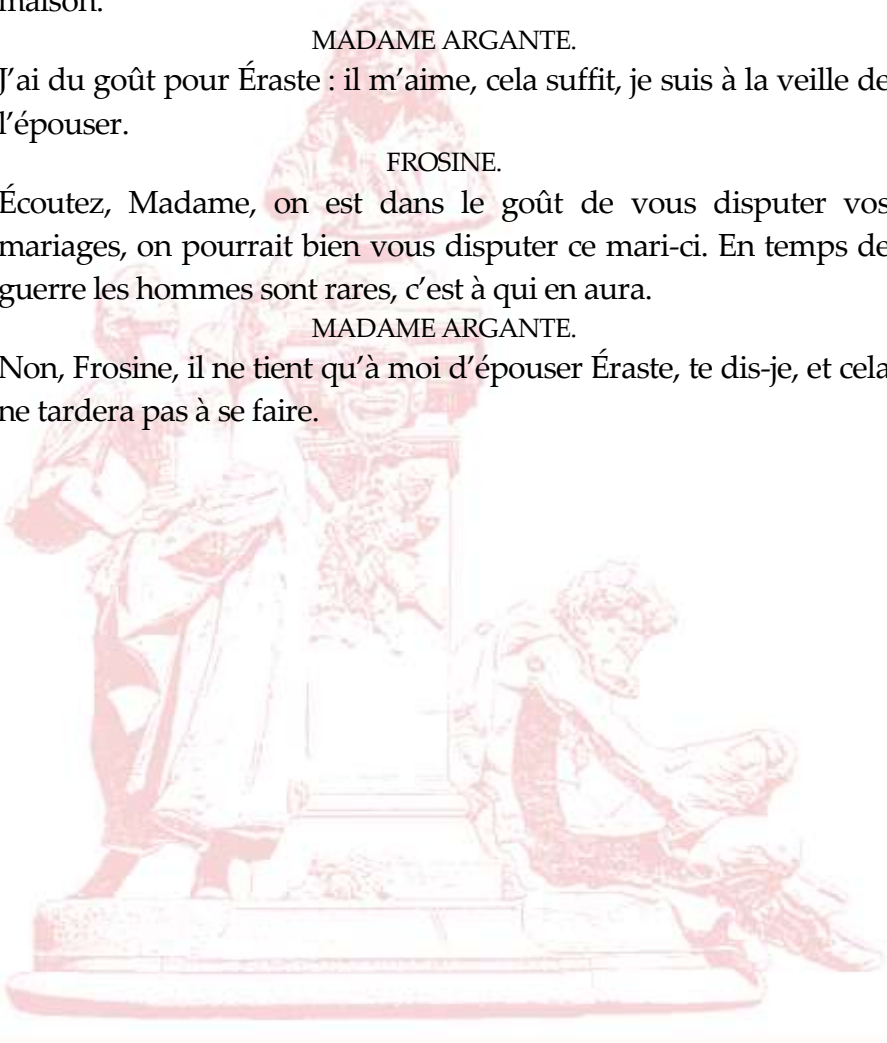 maison.
MADAME ARGANTE.
J’ai du goût pour Éraste : il m’aime, cela suffit, je suis à la veille de
l’épouser.
FROSINE.
Écoutez, Madame, on est dans le goût de vous disputer vos
mariages, on pourrait bien vous disputer ce mari-ci. En temps de
guerre les hommes sont rares, c’est à qui en aura.
MADAME ARGANTE.
Non, Frosine, il ne tient qu’à moi d’épouser Éraste, te dis-je, et cela
ne tardera pas à se faire.